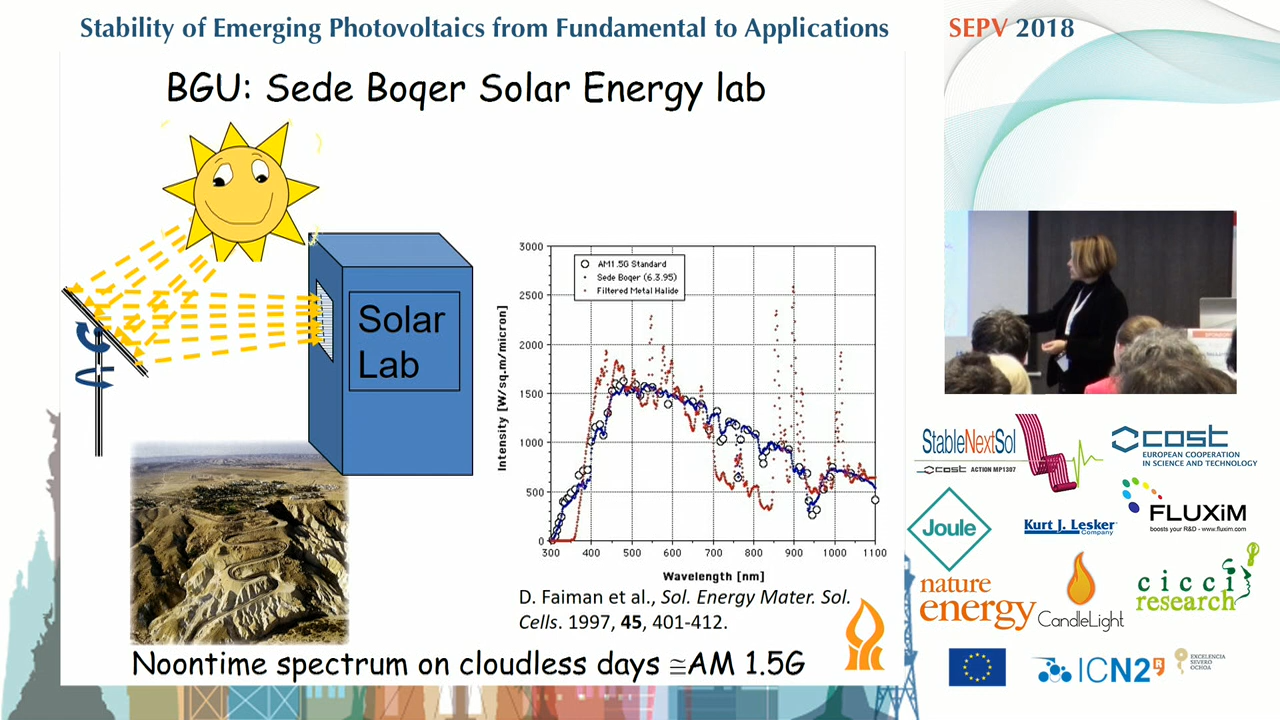 Stability of Emerging Photovoltaics from Fundamental to Applications
SEPV 2018
BGU: Sede Boqer Solar Energy lab
Solar
Lab
3000
2500
2000
1500
1000
500
0
Intensity [W/sq.m/micron]
AM1.5G Standard
Sede Boqer (6.3.95)
Filtered Metal Halide
300 400 500 600 700 800 900 1000 1100
Wavelength [nm]
D. Faiman et al., Sol. Energy Mater. Sol.
Cells. 1997, 45, 401-412.
Noontime spectrum on cloudless days ≅AM 1.5G
StableNextSol
cost ACTION MP1307
cost
EUROPEAN COOPERATION
IN SCIENCE AND TECHNOLOGY
Joule
Kurt J. Lesker
Company
FLUXiM
boosts your R&D - www.fluxim.com
nature
energy
CandleLight
cicci
research
ICN2
EXCELENCIA
SEVERO
OCHOA